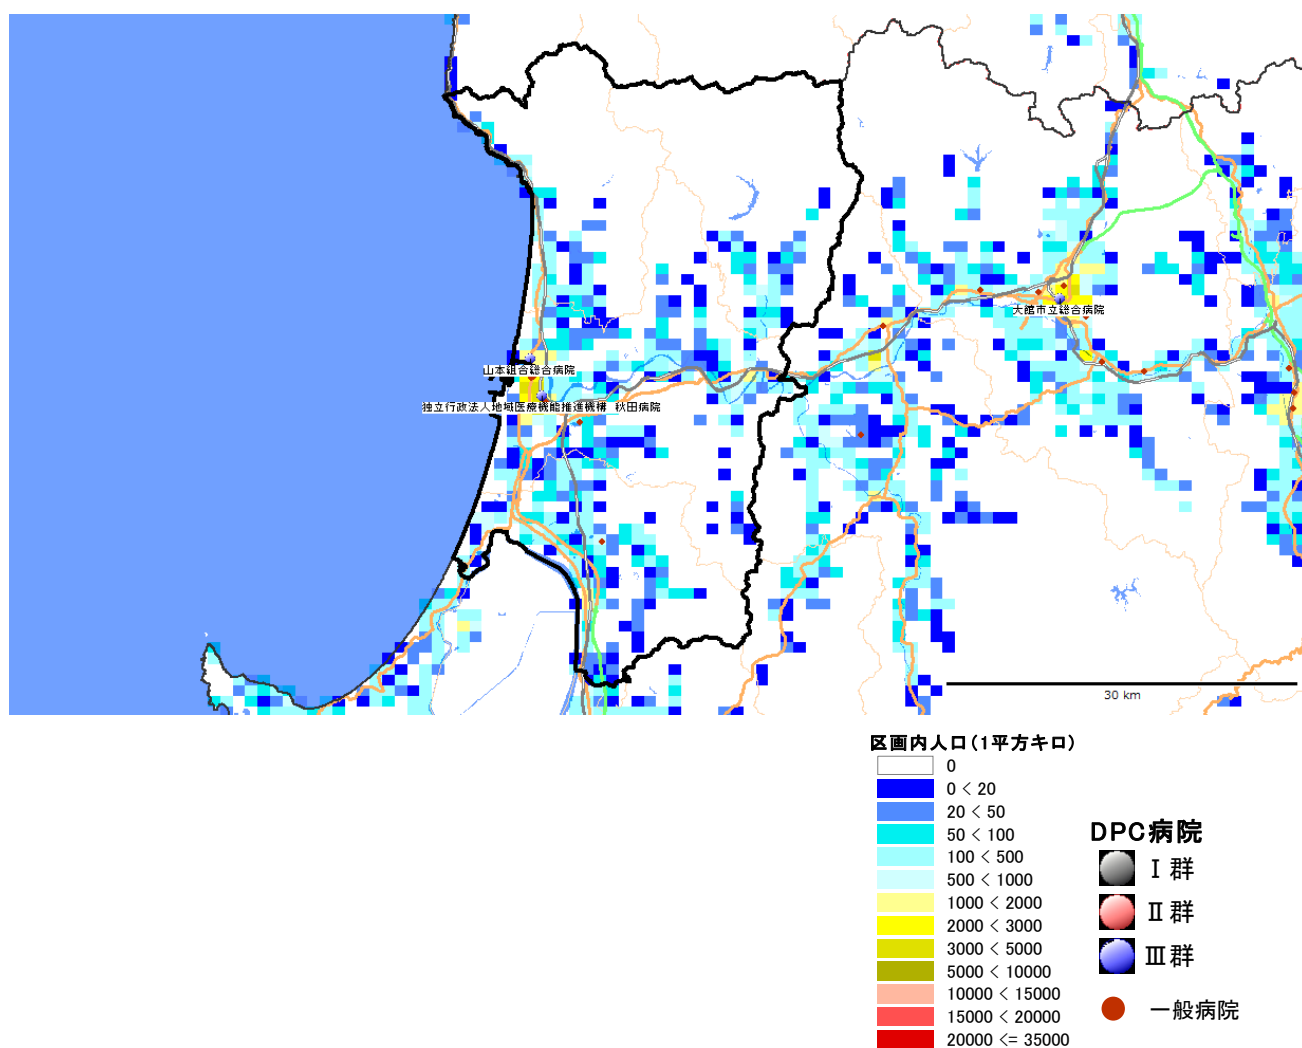 大館市立総合病院
山本組合総合病院
独立行政法人地域医療機能推進機構 秋田病院
30 km
区画内人口(1平方キロ)
0
0 < 20
20 < 50
50 < 100
100 < 500
500 < 1000
1000 < 2000
2000 < 3000
3000 < 5000
5000 < 10000
10000 < 15000
15000 < 20000
20000 <= 35000
DPC病院
Ⅰ群
Ⅱ群
Ⅲ群
一般病院